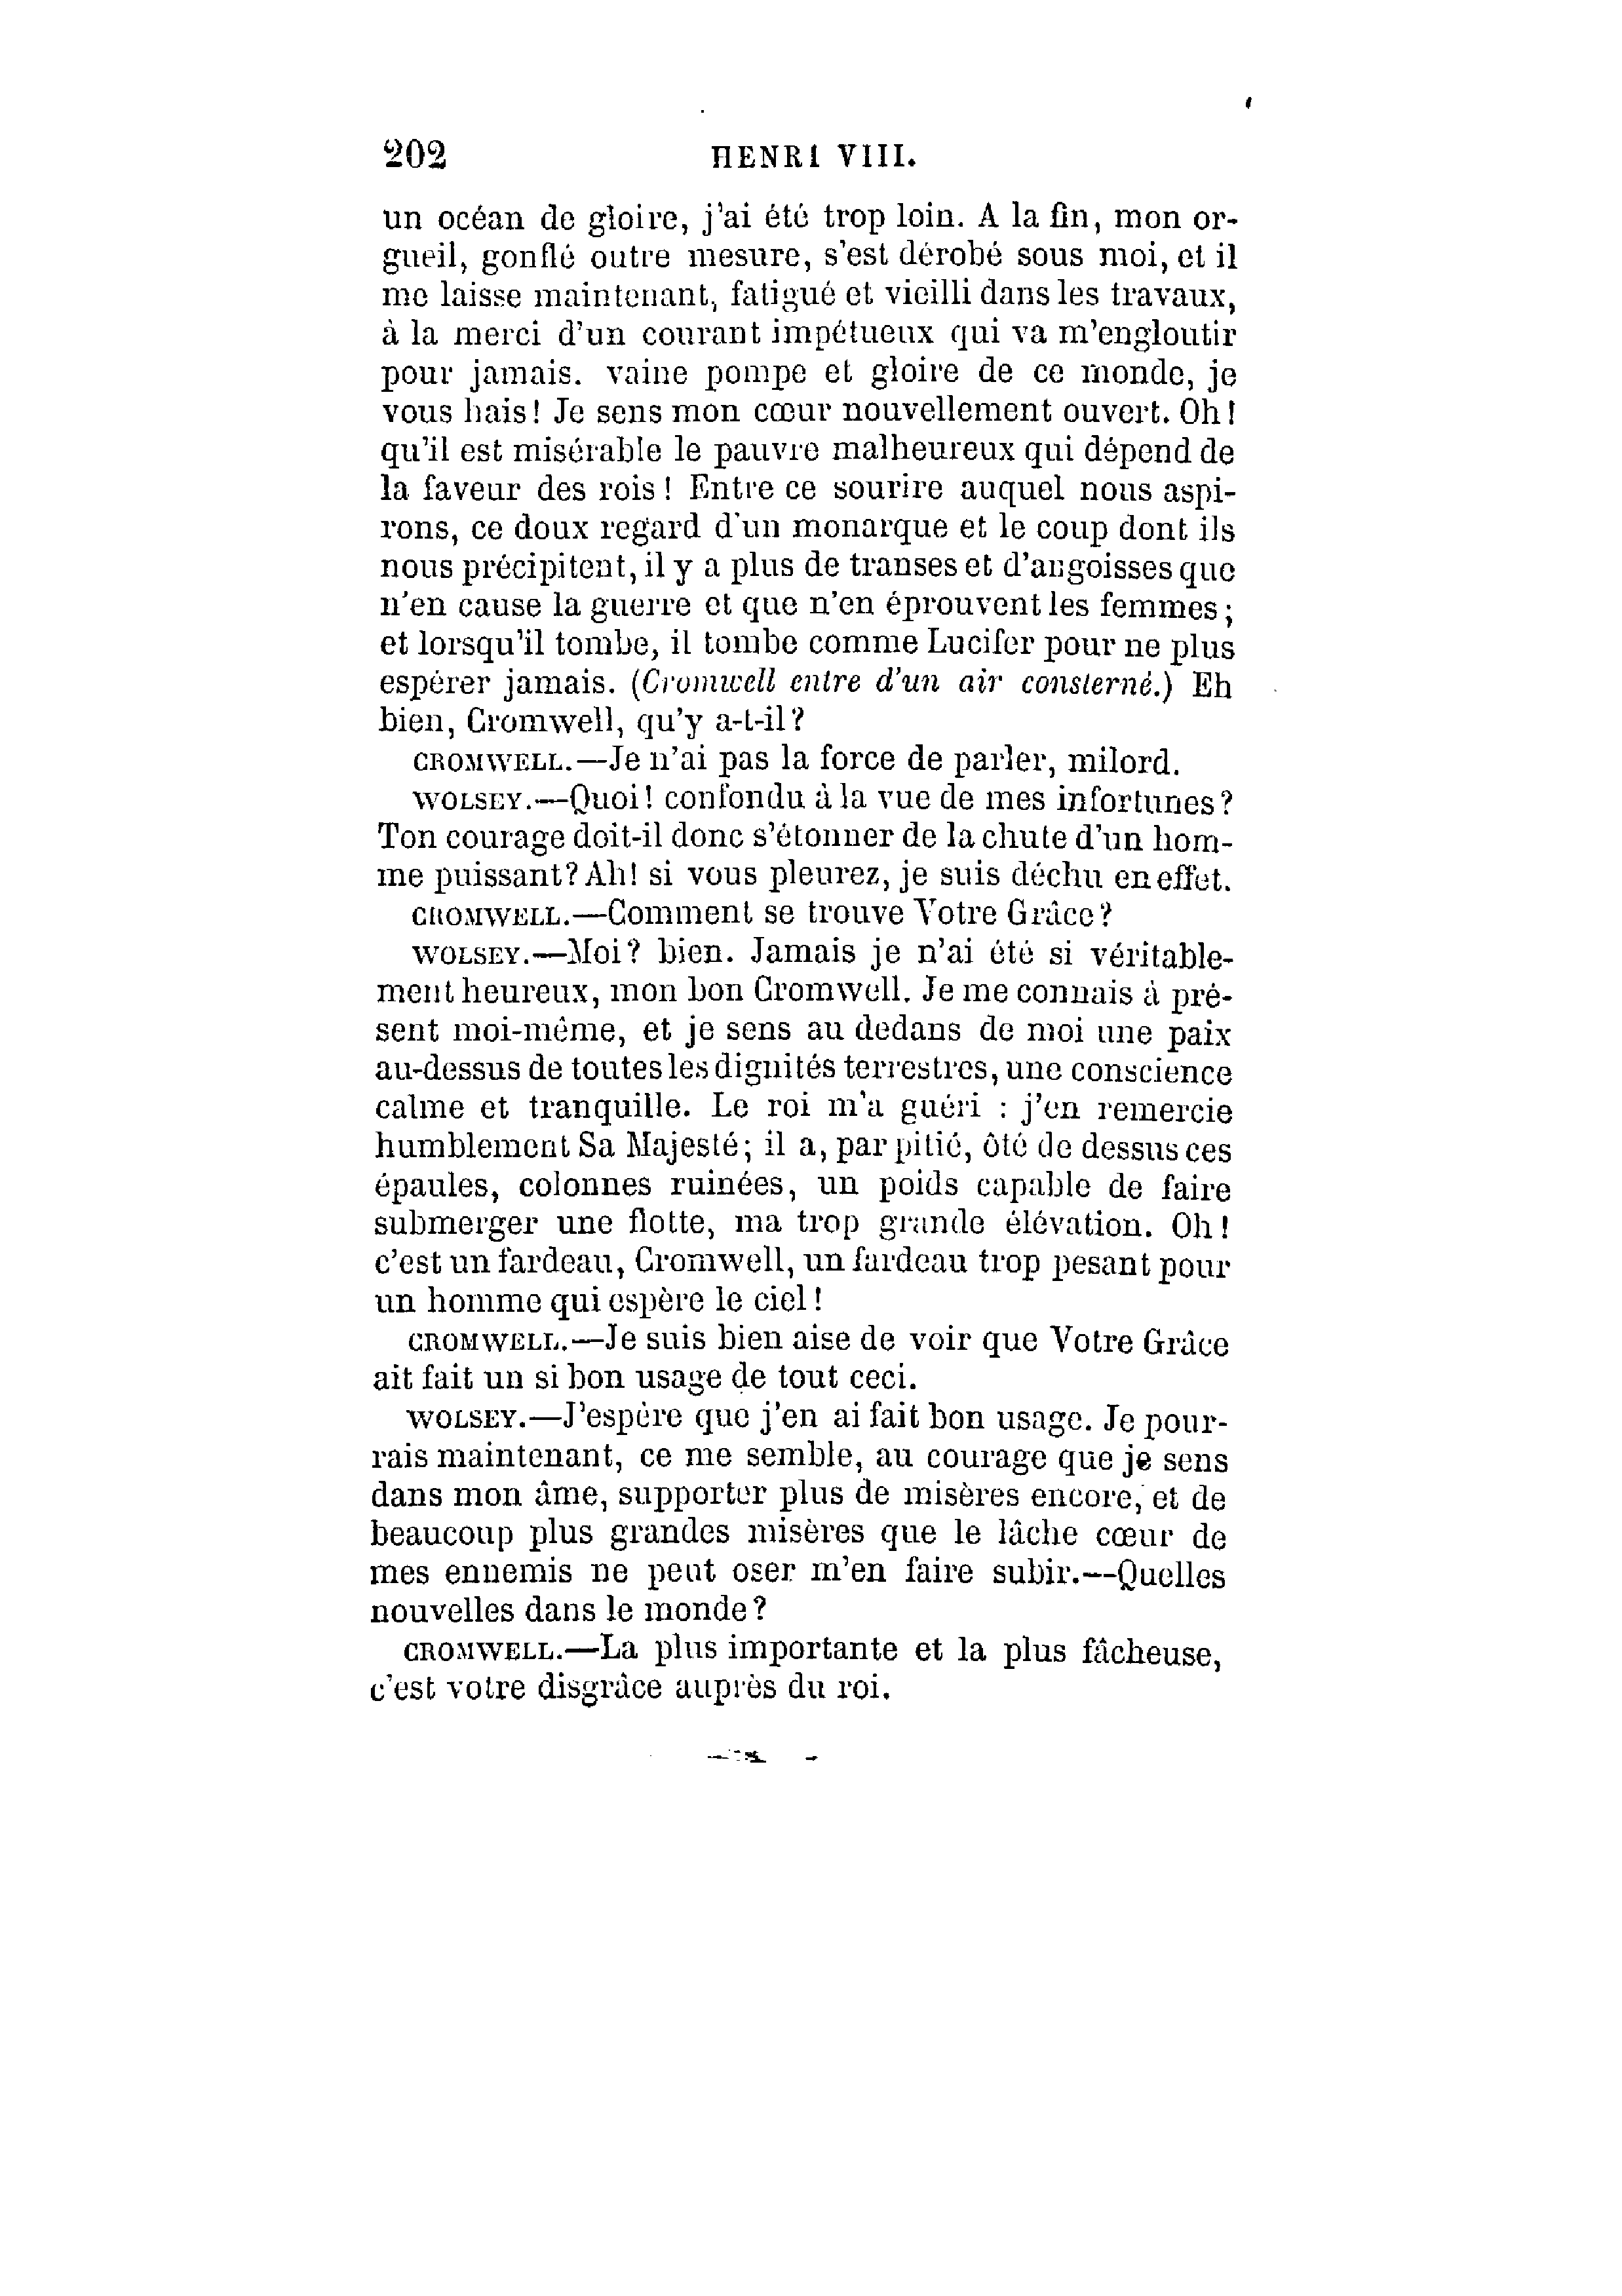 202 HENRI VIII.
un océan de gloire, j'ai été trop loin. A la fin, mon or-
gueil, gonflé outre mesure, s'est dérobé sous moi, et il
me laisse maintenant, fatigué et vieilli dans les travaux,
à la merci d'un courant impétueux qui va m'engloutir
pour jamais. vaine pompe et gloire de ce monde, je
vous hais! Je sens mon cœur nouvellement ouvert. Oh!
qu'il est misérable le pauvre malheureux qui dépend de
la faveur des rois! Entre ce sourire auquel nous aspi-
rons, ce doux regard d'un monarque et le coup dont ils
nous précipitent, il y a plus de transes et d'angoisses que
n'en cause la guerre et que n'en éprouvent les femmes;
et lorsqu'il tombe, il tombe comme Lucifer pour ne plus
espérer jamais. (Cromwell entre d'un air consterné.) Eh
bien, Cromwell, qu'y a-t-il?
CROMWELL.—Je n'ai pas la force de parler, milord.
WOLSEY.—Quoi! confondu à la vue de mes infortunes?
Ton courage doit-il donc s'étonner de la chute d'un hom-
me puissant? Ah! si vous pleurez, je suis déchu en effet.
CROMWELL.—Comment se trouve Votre Grâce?
WOLSEY.—Moi? bien. Jamais je n'ai été si véritable-
ment heureux, mon bon Cromwell. Je me connais à pré-
sent moi-même, et je sens au dedans de moi une paix
au-dessus de toutes les dignités terrestres, une conscience
calme et tranquille. Le roi m'a guéri : j'en remercie
humblement Sa Majesté; il a, par pitié, ôté de dessus ces
épaules, colonnes ruinées, un poids capable de faire
submerger une flotte, ma trop grande élévation. Oh!
c'est un fardeau, Cromwell, un fardeau trop pesant pour
un homme qui espère le ciel!
CROMWELL.—Je suis bien aise de voir que Votre Grâce
ait fait un si bon usage de tout ceci.
WOLSEY.—J'espère que j'en ai fait bon usage. Je pour-
rais maintenant, ce me semble, au courage que je sens
dans mon âme, supporter plus de misères encore, et de
beaucoup plus grandes misères que le lâche cœur de
mes ennemis ne peut oser m'en faire subir.—Quelles
nouvelles dans le monde?
CROMWELL.—La plus importante et la plus fâcheuse,
c'est votre disgrâce auprès du roi.